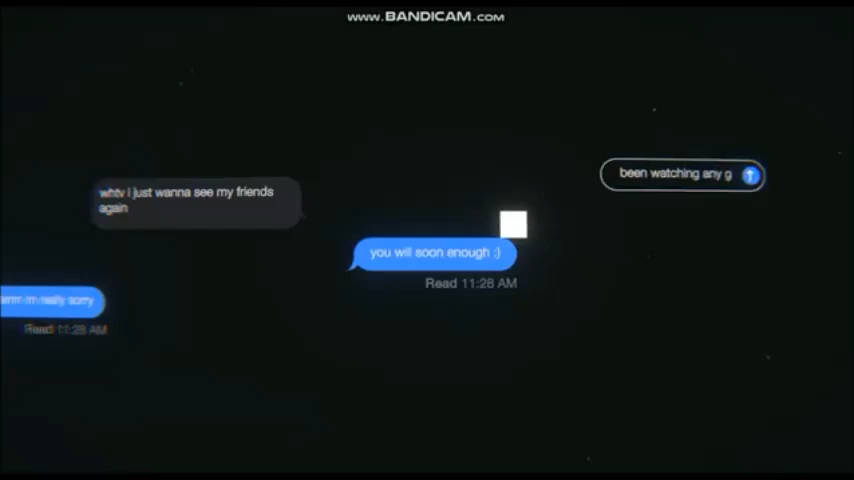 www.BANDICAM.com
been watching any g
whtv i just wanna see my friends
again
you will soon enough :)
Read 11:28 AM
really sorry
Read 11:28 AM